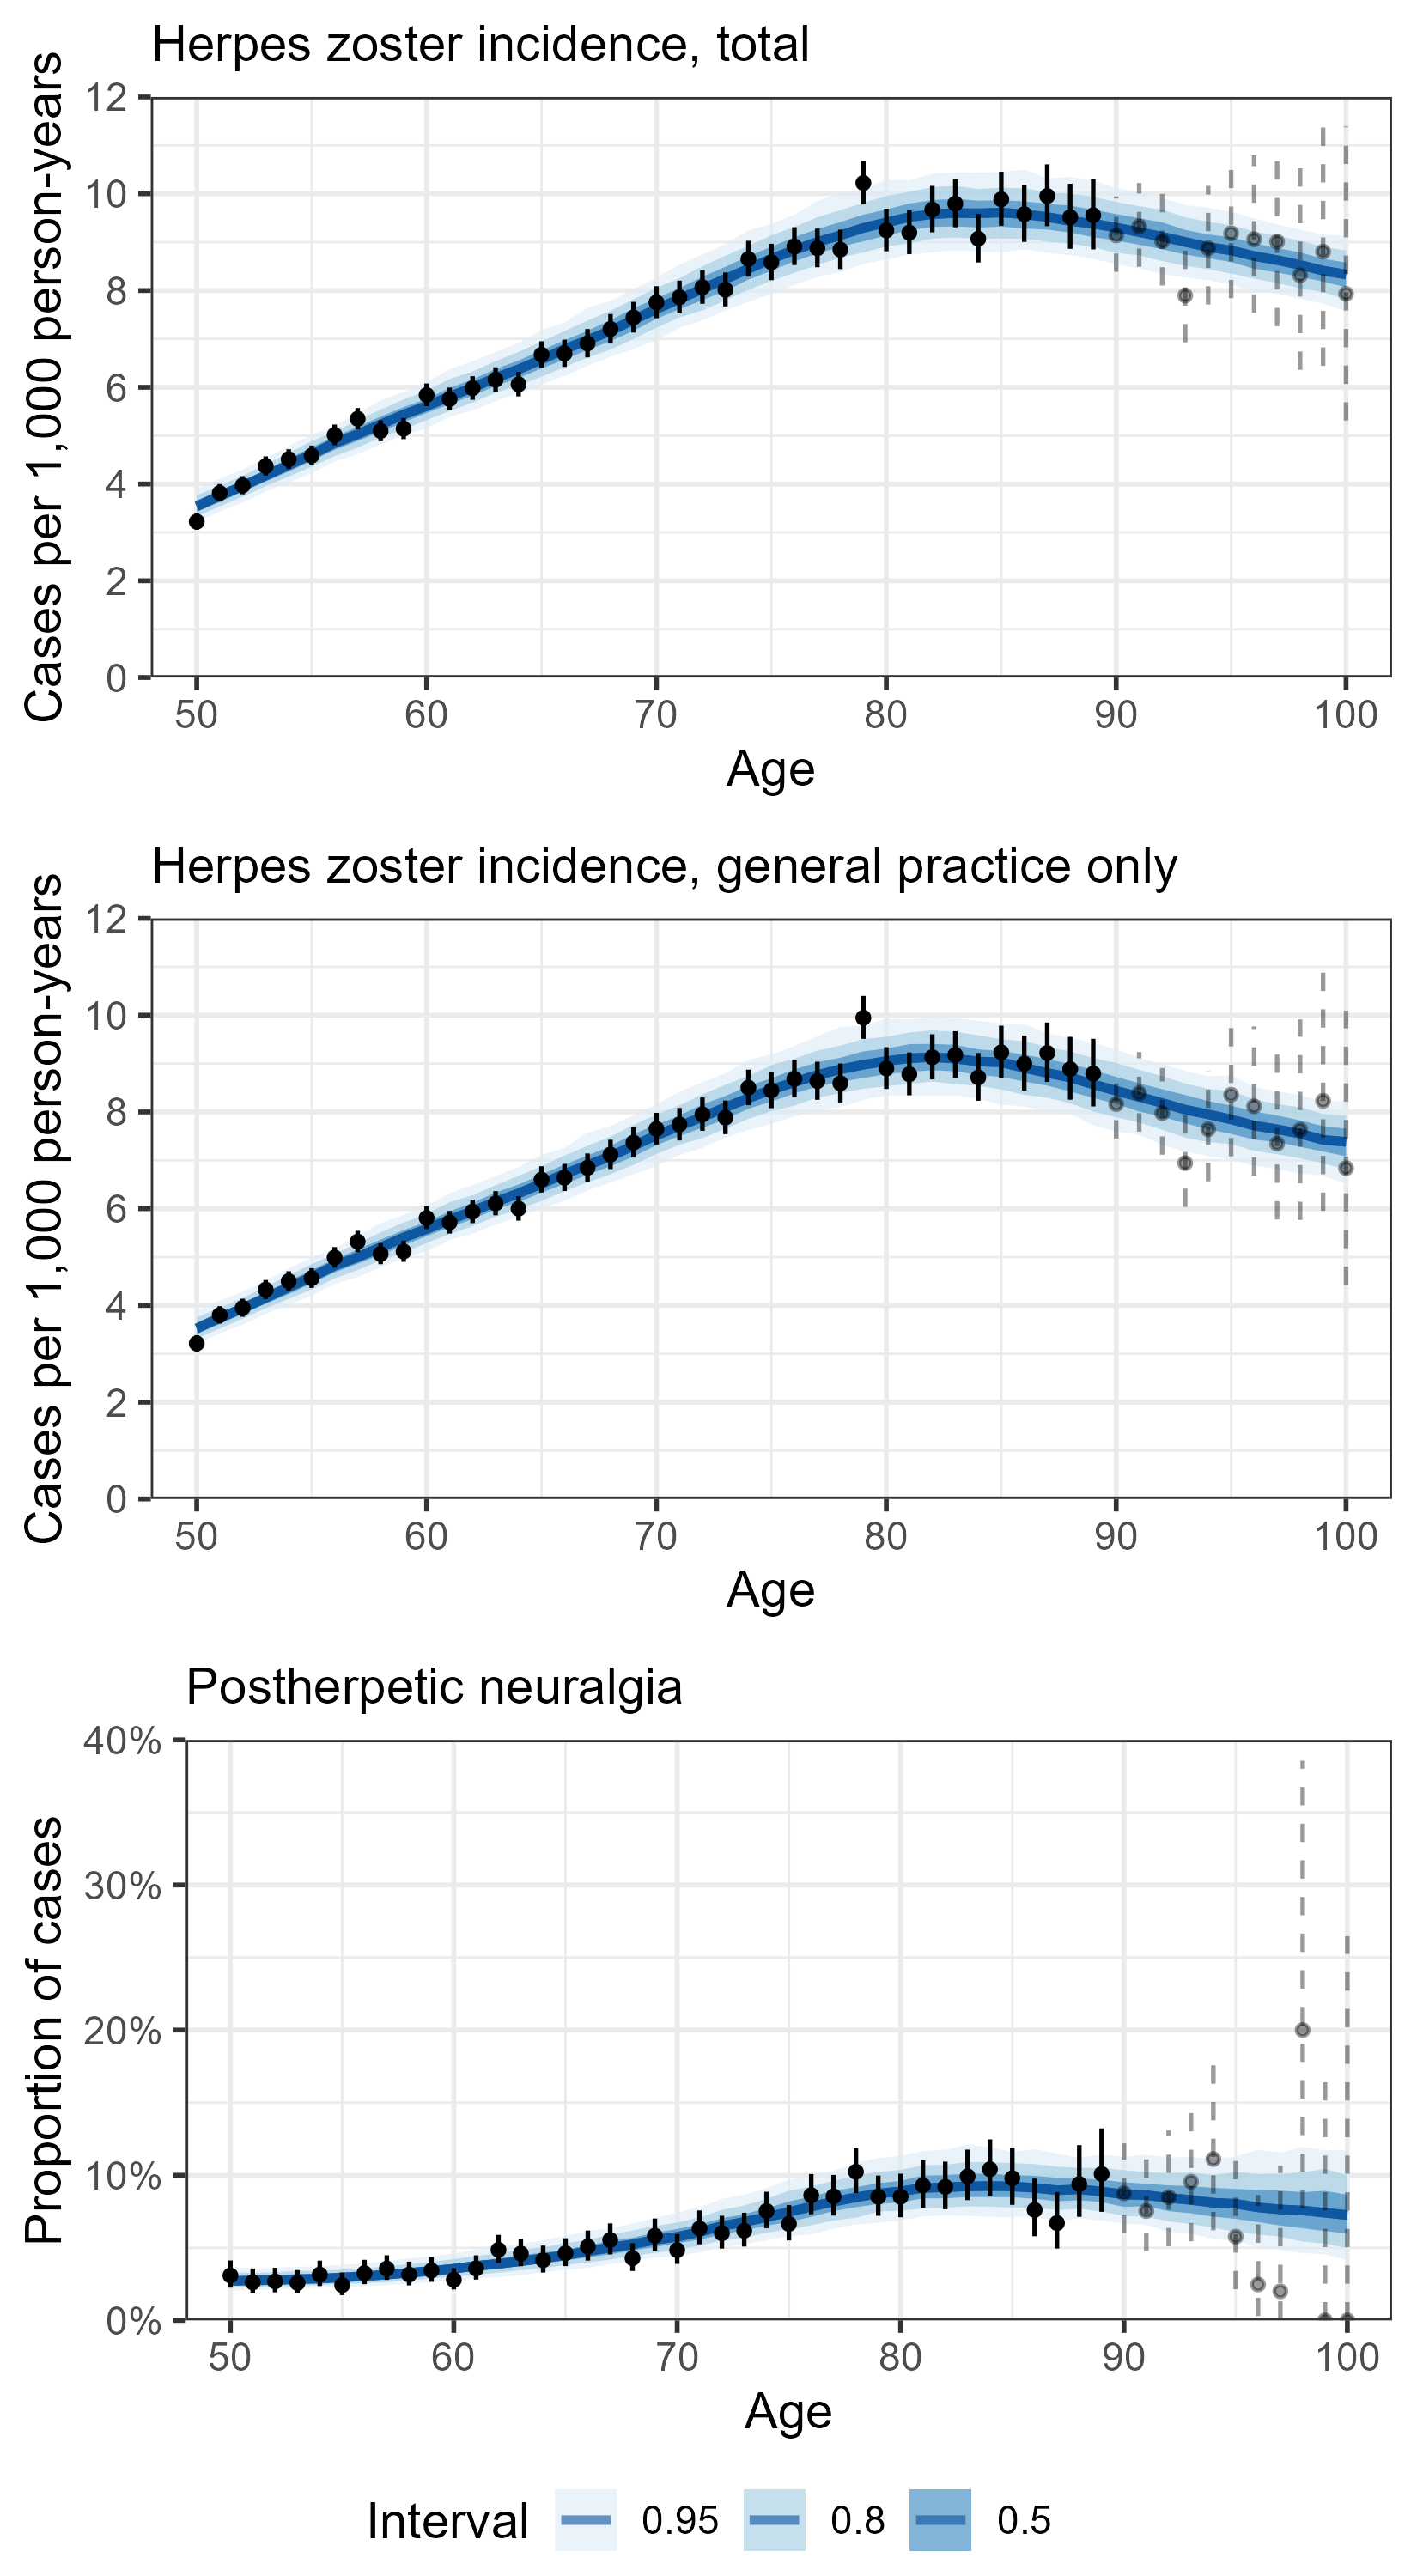 Herpes zoster incidence, total
Cases per 1,000 person-years
12
10
8
6
4
2
0
50 60 70 80 90 100
Age
Herpes zoster incidence, general practice only
Cases per 1,000 person-years
12
10
8
6
4
2
0
50 60 70 80 90 100
Age
Postherpetic neuralgia
Proportion of cases
40%
30%
20%
10%
0%
50 60 70 80 90 100
Age
Interval 0.95 0.8 0.5